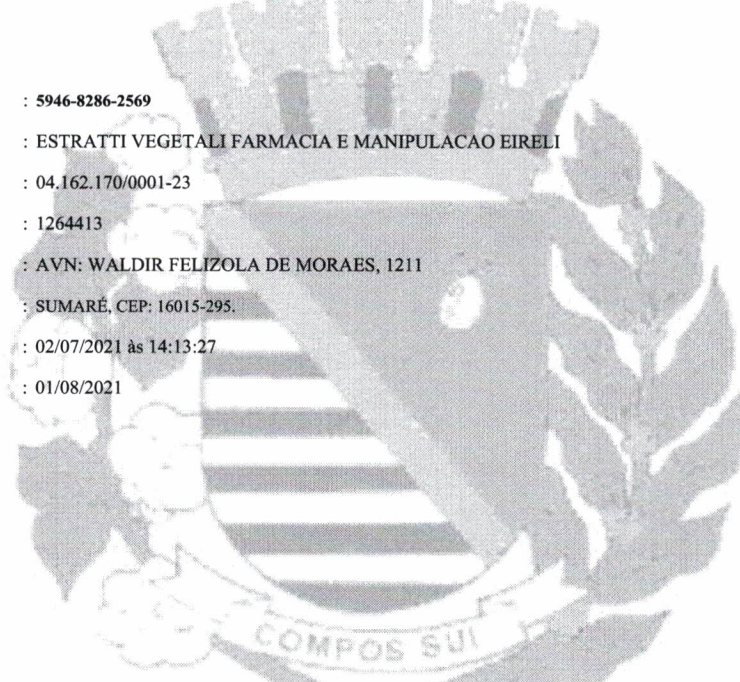 : 5946-8286-2569
: ESTRATTI VEGETALI FARMACIA E MANIPULACAO EIRELI
: 04.162.170/0001-23
: 1264413
: AVN: WALDIR FELIZOLA DE MORAES, 1211
: SUMARÉ, CEP: 16015-295.
: 02/07/2021 às 14:13:27
: 01/08/2021
COMPOS SUI